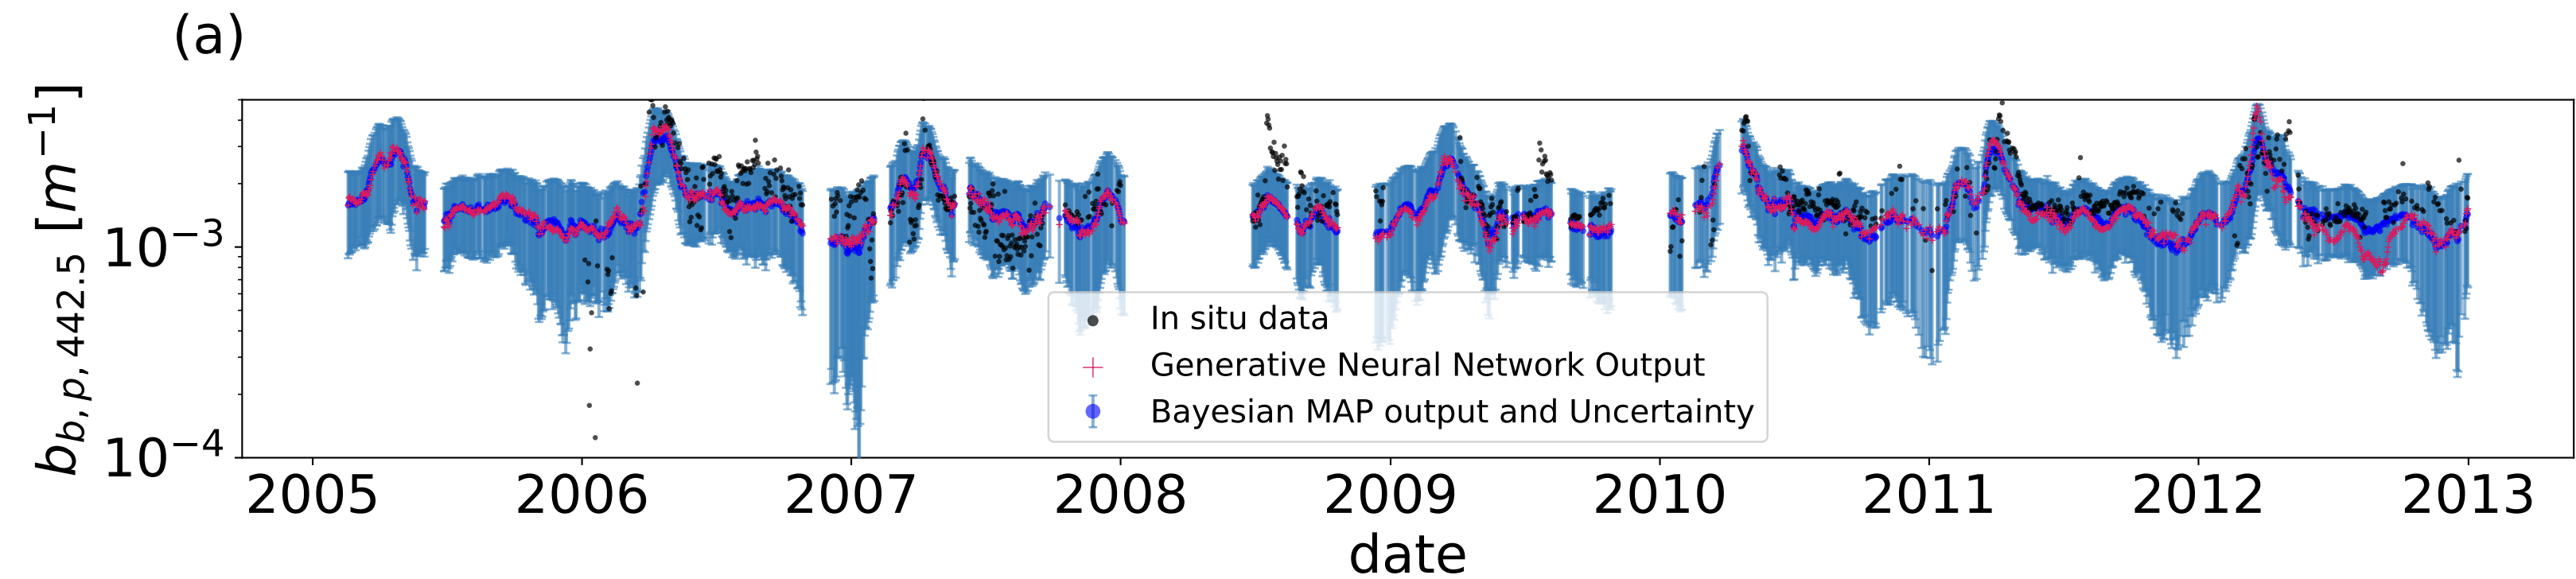 (a)
b_{b, p, 442.5} [m^{-1}]
10^{-3}
10^{-4}
In situ data
Generative Neural Network Output
Bayesian MAP output and Uncertainty
2005 2006 2007 2008 2009 2010 2011 2012 2013
date